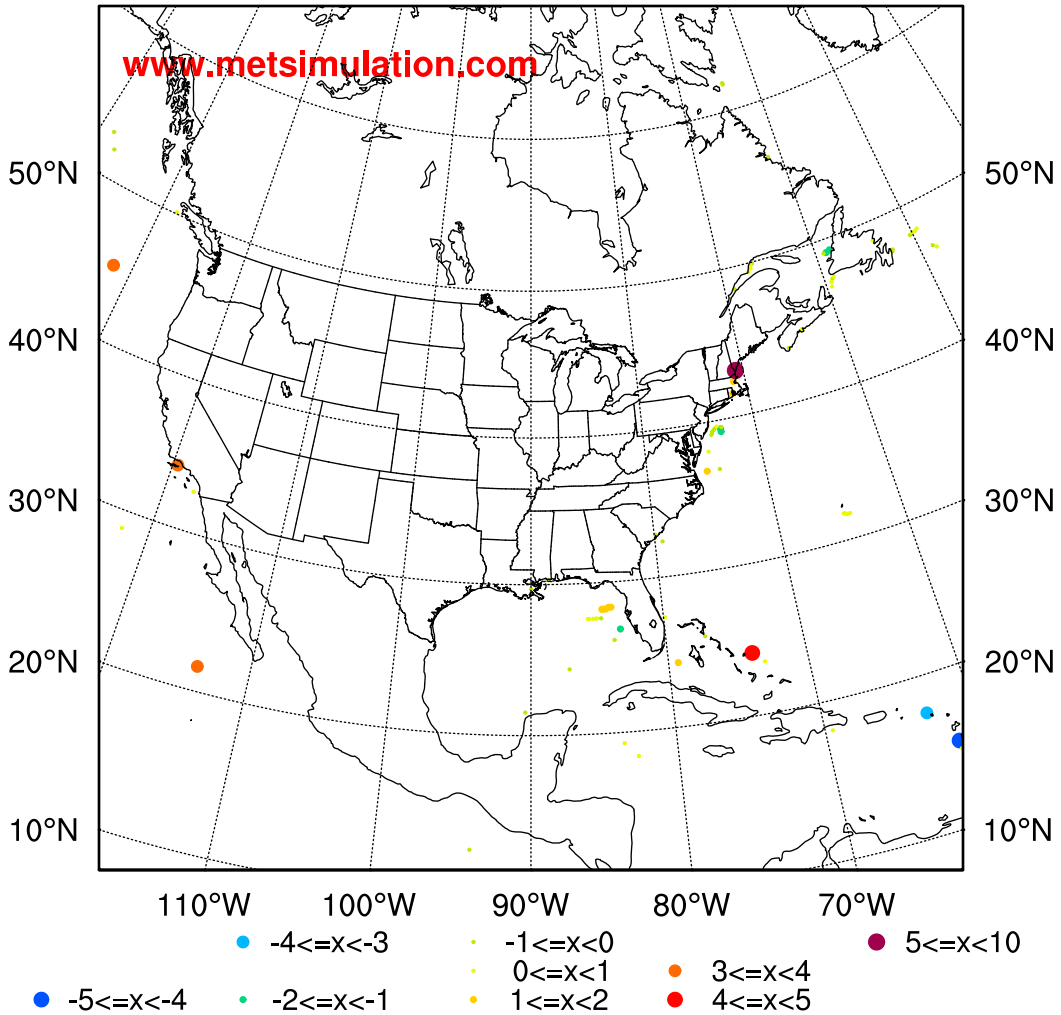 www.metsimulation.com
50°N 50°N
40°N 40°N
30°N 30°N
20°N 20°N
10°N 10°N
110°W 100°W 90°W 80°W 70°W
-4<=x<-3 -1<=x<0 5<=x<10
0<=x<1 3<=x<4
-5<=x<-4 -2<=x<-1 1<=x<2 4<=x<5